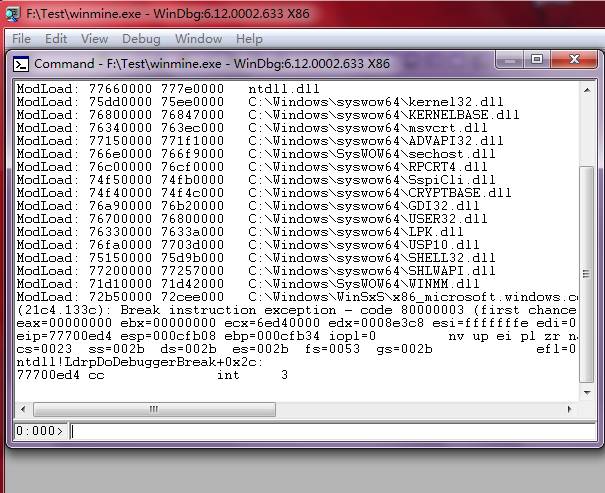 F:\Test\winmine.exe - WinDbg:6.12.0002.633 X86
File Edit View Debug Window Help
Command - F:\Test\winmine.exe - WinDbg:6.12.0002.633 X86
ModLoad: 77660000 777e0000   ntdll.dll
ModLoad: 75dd0000 75ee0000   C:\Windows\syswow64\kernel32.dll
ModLoad: 76800000 76847000   C:\Windows\syswow64\KERNELBASE.dll
ModLoad: 76340000 763ec000   C:\Windows\syswow64\msvcrt.dll
ModLoad: 77150000 771f1000   C:\Windows\syswow64\ADVAPI32.dll
ModLoad: 766e0000 766f9000   C:\Windows\SysWOW64\sechost.dll
ModLoad: 76c00000 76cf0000   C:\Windows\syswow64\RPCRT4.dll
ModLoad: 74f50000 74fb0000   C:\Windows\syswow64\SspiCli.dll
ModLoad: 74f40000 74f4c000   C:\Windows\syswow64\CRYPTBASE.dll
ModLoad: 76a90000 76b20000   C:\Windows\syswow64\GDI32.dll
ModLoad: 76700000 76800000   C:\Windows\syswow64\USER32.dll
ModLoad: 76330000 7633a000   C:\Windows\syswow64\LPK.dll
ModLoad: 76fa0000 7703d000   C:\Windows\syswow64\USP10.dll
ModLoad: 75150000 75d9b000   C:\Windows\syswow64\SHELL32.dll
ModLoad: 77200000 77257000   C:\Windows\syswow64\SHLWAPI.dll
ModLoad: 71d10000 71d42000   C:\Windows\SysWOW64\WINMM.dll
ModLoad: 72b50000 72cee000   C:\Windows\WinSxS\x86_microsoft.windows.co
(21c4.133c): Break instruction exception - code 80000003 (first chance
eax=00000000 ebx=00000000 ecx=6ed40000 edx=0008e3c8 esi=fffffffe edi=0
eip=77700ed4 esp=000cfb08 ebp=000cfb34 iopl=0         nv up ei pl zr na
cs=0023  ss=002b  ds=002b  es=002b  fs=0053  gs=002b             efl=0
ntdll!LdrpDoDebuggerBreak+0x2c:
77700ed4 cc              int     3
0:000>